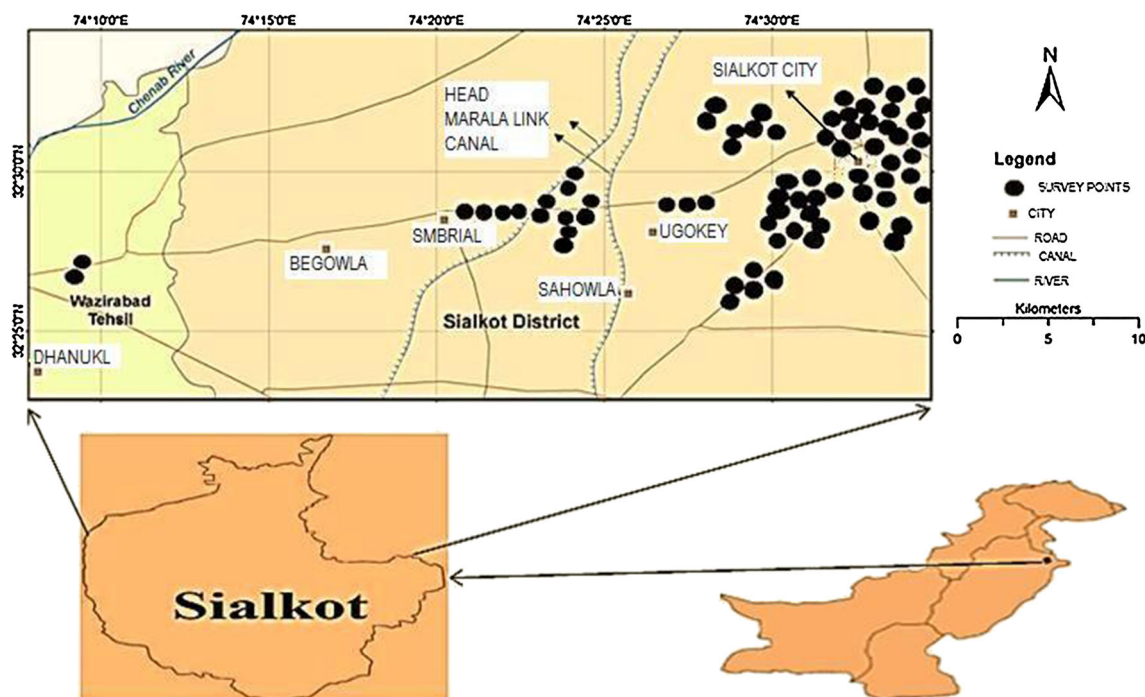 74°10'0"E 74°15'0"E 74°20'0"E 74°25'0"E 74°30'0"E
32°30'0"N
32°25'0"N
Chenab River
HEAD
MARALA LINK
CANAL
SIALKOT CITY
SMBRIAL
BEGOWLA
UGOKEY
SAHOWLA
Wazirabad
Tehsil
Sialkot District
DHANUKL
N
Legend
SURVEY POINTS
CITY
ROAD
CANAL
RIVER
Kilometers
0 5 10
Sialkot